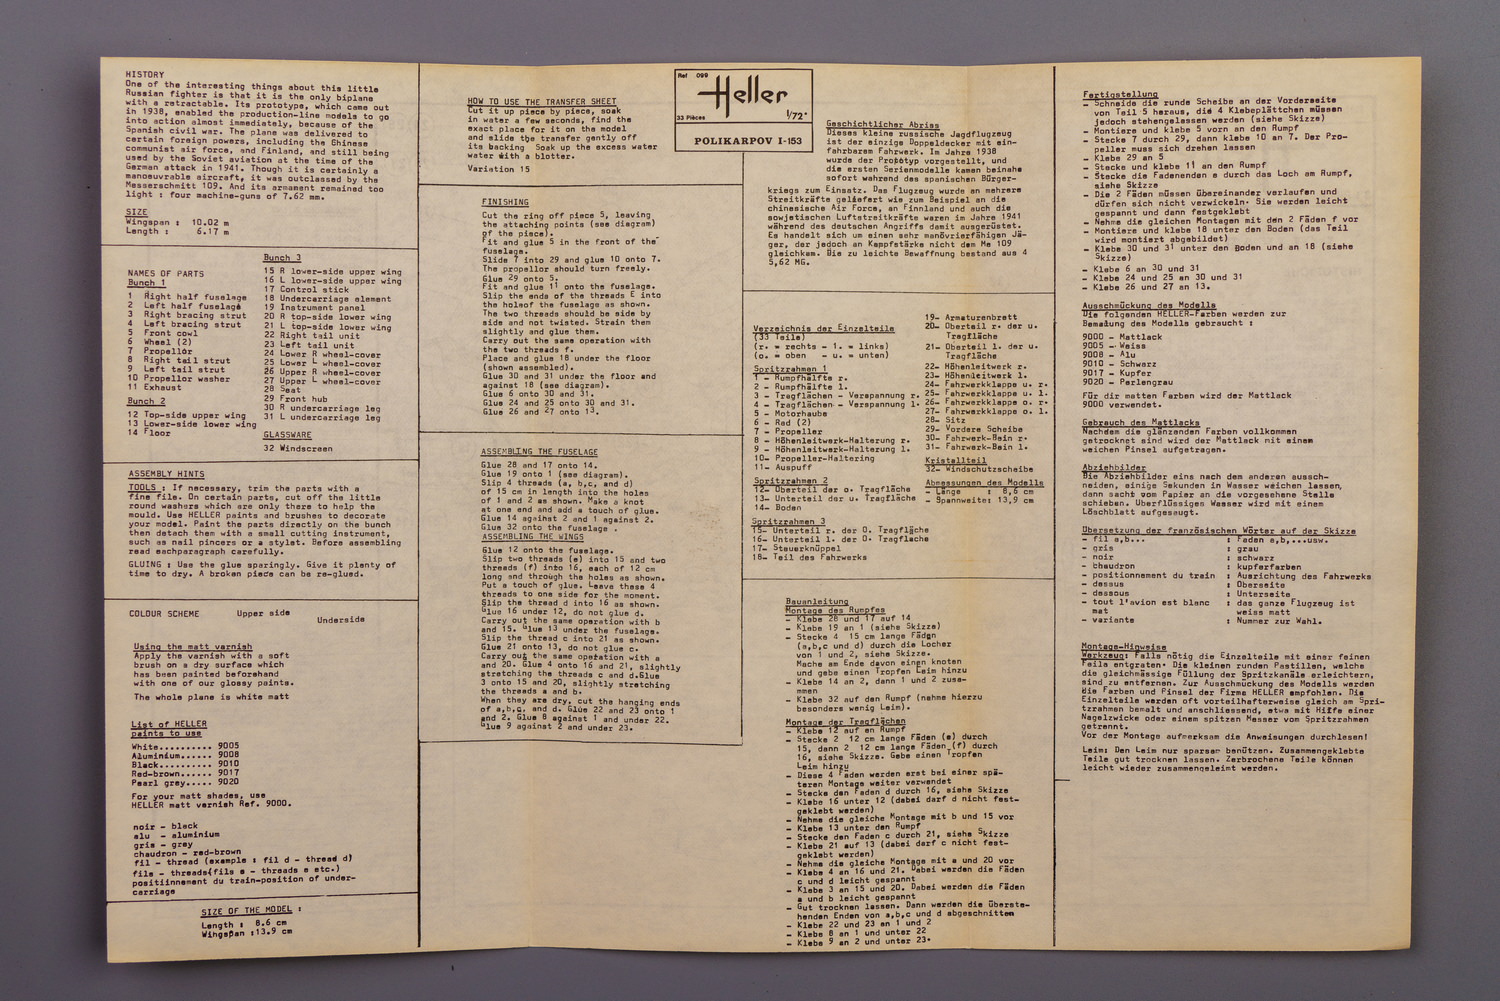 HISTORY
One of the interesting things about this little
Russian fighter is that it is the only biplane
with a retractable. Its prototype, which came out
in 1938, enabled the production-line models to go
into action almost immediately, because of the
Spanish civil war. The plane was delivered to
certain foreign powers, including the Chinese
communist air force, and Finland, and still being
used by the Soviet aviation at the time of the
German attack in 1941. Though it is certainly a
manoeuvrable aircraft, it was outclassed by the
Messerschmitt 109. And its armament remained too
light : four machine-guns of 7.62 mm.
SIZE
Wingspan : 10.02 m
Length : 6.17 m
NAMES OF PARTS
Bunch 1
1 Right half fuselage
2 Left half fuselage
3 Right bracing strut
4 Left bracing strut
5 Front cowl
6 Wheel (2)
7 Propellor
8 Right tail strut
9 Left tail strut
10 Propellor washer
11 Exhaust
Bunch 2
12 Top-side upper wing
13 Lower-side lower wing
14 Floor
Bunch 3
15 R lower-side upper wing
16 L lower-side upper wing
17 Control stick
18 Undercarriage element
19 Instrument panel
20 R top-side lower wing
21 L top-side lower wing
22 Right tail unit
23 Left tail unit
24 Lower R wheel-cover
25 Lower L wheel-cover
26 Upper R wheel-cover
27 Upper L wheel-cover
28 Seat
29 Front hub
30 R undercarriage leg
31 L undercarriage leg
GLASSWARE
32 Windscreen
ASSEMBLY HINTS
TOOLS : If necessary, trim the parts with a
fine file. On certain parts, cut off the little
round washers which are only there to help the
mould. Use HELLER paints and brushes to decorate
your model. Paint the parts directly on the bunch
then detach them with a small cutting instrument,
such as nail pincers or a stylet. Before assembling
read eachparagraph carefully.
GLUING : Use the glue sparingly. Give it plenty of
time to dry. A broken piece can be re-glued.
COLOUR SCHEME Upper side
Underside
Using the matt varnish
Apply the varnish with a soft
brush on a dry surface which
has been painted beforehand
with one of our glossy paints.
The whole plane is white matt
List of HELLER
paints to use
White.......... 9005
Aluminium...... 9008
Black.......... 9010
Red-brown...... 9017
Pearl grey..... 9020
For your matt shades, use
HELLER matt varnish Ref. 9000.
noir - black
alu - aluminium
gris - grey
chaudron - red-brown
fil - thread (example : fil d - thread d)
fils - threads(fils e - threads e etc.)
positiinnement du train-position of under-
carriage
SIZE OF THE MODEL :
Length : 8.6 cm
Wingspan :13.9 cm
HOW TO USE THE TRANSFER SHEET
Cut it up piece by piece, soak
in water a few seconds, find the
exact place for it on the model
and slide the transfer gently off
its backing Soak up the excess water
water with a blotter.
Variation 15
FINISHING
Cut the ring off piece 5, leaving
the attaching points (see diagram)
of the piece).
Fit and glue 5 in the front of the
fuselage.
Slide 7 into 29 and glue 10 onto 7.
The propellor should turn freely.
Glue 29 onto 5.
Fit and glue 11 onto the fuselage.
Slip the ends of the threads E into
the holeof the fuselage as shown.
The two threads should be side by
side and not twisted. Strain them
slightly and glue them.
Carry out the same operation with
the two threads f.
Place and glue 18 under the floor
(shown assembled).
Glue 30 and 31 under the floor and
against 18 (see diagram).
Glue 6 onto 30 and 31.
Glue 24 and 25 onto 30 and 31.
Glue 26 and 27 onto 13.
ASSEMBLING THE FUSELAGE
Glue 28 and 17 onto 14.
Glue 19 onto 1 (see diagram).
Slip 4 threads (a, b,c, and d)
of 15 cm in length into the holes
of 1 and 2 as shown. Make a knot
at one end and add a touch of glue.
Glue 14 against 2 and 1 against 2.
Glue 32 onto the fuselage .
ASSEMBLING THE WINGS
Glue 12 onto the fuselage.
Slip two threads (e) into 15 and two
threads (f) into 16, each of 12 cm
long and through the holes as shown.
Put a touch of glue. Leave these 4
threads to one side for the moment.
Slip the thread d into 16 as shown.
Glue 16 under 12, do not glue d.
Carry out the same operation with b
and 15. Glue 13 under the fuselage.
Slip the thread c into 21 as shown.
Glue 21 onto 13, do not glue c.
Carry out the same operation with a
and 20. Glue 4 onto 16 and 21, slightly
stretching the threads c and d.Glue
3 onto 15 and 20, slightly stretching
the threads a and b.
When they are dry, cut the hanging ends
of a,b,c, and d. Glue 22 and 23 onto 1
and 2. Glue 8 against 1 and under 22.
Glue 9 against 2 and under 23.
Ref 099
Heller
33 Pièces
1/72e
POLIKARPOV I-153
Geschichtlicher Abriss
Dieses kleine russische Jagdflugzeug
ist der einzige Doppeldecker mit ein-
fahrbarem Fahrwerk. Im Jahre 1938
wurde der Prototyp vorgestellt, und
die ersten Serienmodelle kamen beinahe
sofort während des spanischen Bürger-
kriegs zum Einsatz. Das Flugzeug wurde an mehrere
Streitkräfte geliefert wie zum Beispiel an die
chinesische Air Force, an Finnland und auch die
sowjetischen Luftstreitkräfte waren im Jahre 1941
während des deutschen Angriffs damit ausgerüstet.
Es handelt sich um einen sehr manövrierfähigen Jä-
ger, der jedoch an Kampfstärke nicht dem Me 109
gleichkam. Die zu leichte Bewaffnung bestand aus 4
5,62 MG.
Verzeichnis der Einzelteile
(33 Teile)
(r. = rechts - l. = links)
(o. = oben - u. = unten)
Spritzrahmen 1
1 - Rumpfhälfte r.
2 - Rumpfhälfte l.
3 - Tragflächen - Verspannung r.
4 - Tragflächen - Verspannung l.
5 - Motorhaube
6 - Rad (2)
7 - Propeller
8 - Höhenleitwerk-Halterung r.
9 - Höhenleitwerk-Halterung l.
10- Propeller-Haltering
11- Auspuff
Spritzrahmen 2
12- Oberteil der o. Tragfläche
13- Unterteil der u. Tragfläche
14- Boden
Spritzrahmen 3
15- Unterteil r. der O. Tragfläche
16- Unterteil l. der O. Tragfläche
17- Steuerknüppel
18- Teil des Fahrwerks
19- Armaturenbrett
20- Oberteil r. der u.
Tragfläche
21- Oberteil l. der u.
Tragfläche
22- Höhenleitwerk r.
23- Höhenleitwerk l.
24- Fahrwerkklappe u. r.
25- Fahrwerksklappe u. l.
26- Fahrwerksklappe o. r.
27- Fahrwerksklappe o. l.
28- Sitz
29- Vordere Scheibe
30- Fahrwerk-Bein r.
31- Fahrwerk-Bein l.
Kristallteil
32- Windschutzscheibe
Abmessungen des Modells
- Länge : 8,6 cm
- Spannweite: 13,9 cm
Bauanleitung
Montage des Rumpfes
- Klebe 28 und 17 auf 14
- Klebe 19 an 1 (siehe Skizze)
- Stecke 4 15 cm lange Fäden
(a,b,c und d) durch die Locher
von 1 und 2, siehe Skizze.
Mache am Ende davon einen knoten
und gebe einen Tropfen Leim hinzu
- Klebe 14 an 2, dann 1 und 2 zusa-
mmen
- Klebe 32 auf den Rumpf (nehme hierzu
besonders wenig Leim).
Montage der Tragflächen
- Klebe 12 auf en Rumpf
- Stecke 2 12 cm lange Fäden (e) durch
15, dann 2 12 cm lange Fäden (f) durch
16, siehe Skizze. Gebe einen Tropfen
Leim hinzu
- Diese 4 Fäden werden erst bei einer spä-
teren Montage weiter verwendet
- Stecke den Faden d durch 16, siehe Skizze
- Klebe 16 unter 12 (dabei darf d nicht fest-
geklebt werden)
- Nehme die gleiche Montage mit b und 15 vor
- Klebe 13 unter den Rumpf
- Stecke den Faden c durch 21, siehe Skizze
- Klebe 21 auf 13 (dabei darf c nicht fest-
geklebt werden)
- Nehme die gleiche Montage mit a und 20 vor
- Klebe 4 an 16 und 21. Dabei werden die Fäden
c und d leicht gespannt
- Klebe 3 an 15 und 20. Dabei werden die Fäden
a und b leicht gespannt
- Gut trocknen lassen. Dann werden die überste-
henden Enden von a,b,c und d abgeschnitten
- Klebe 22 und 23 an 1 und 2
- Klebe 8 an 1 und unter 22
- Klebe 9 an 2 und unter 23.
Fertigstellung
- Schneide die runde Scheibe an der Vorderseite
von Teil 5 heraus, die 4 Klebeplättchen müssen
jedoch stehengelassen werden (siehe Skizze)
- Montiere und klebe 5 vorn an den Rumpf
- Stecke 7 durch 29, dann klebe 10 an 7. Der Pro-
peller muss sich drehen lassen
- Klebe 29 an 5
- Stecke und klebe 11 an den Rumpf
- Stecke die Fadenenden e durch das Loch am Rumpf,
siehe Skizze
- Die 2 Fäden müssen übereinander verlaufen und
dürfen sich nicht verwickeln. Sie werden leicht
gespannt und dann festgeklebt
- Nehme die gleichen Montagen mit den 2 Fäden f vor
- Montiere und klebe 18 unter den Boden (das Teil
wird montiert abgebildet)
- Klebe 30 und 31 unter den Boden und an 18 (siehe
Skizze)
- Klebe 6 an 30 und 31
- Klebe 24 und 25 an 30 und 31
- Klebe 26 und 27 an 13.
Ausschmückung des Modells
Die folgenden HELLER-Farben werden zur
Bemalung des Modells gebraucht :
9000 - Mattlack
9005 - Weiss
9008 - Alu
9010 - Schwarz
9017 - Kupfer
9020 - Perlengrau
Für dir matten Farben wird der Mattlack
9000 verwendet.
Gebrauch des Mattlacks
Nachdem die glänzenden Farben vollkommen
getrocknet sind wird der Mattlack mit einem
weichen Pinsel aufgetragen.
Abziehbilder
Die Abziehbilder eins nach dem anderen aussch-
neiden, einige Sekunden in Wasser weichen lassen,
dann sacht vom Papier an die vorgesehene Stelle
schieben. Überflüssiges Wasser wird mit einem
Löschblatt aufgesaugt.
Übersetzung der französischen Wörter auf der Skizze
- fil a,b... : Faden a,b,...usw.
- gris : grau
- noir : schwarz
- chaudron : kupferfarben
- positionnement du train : Ausrichtung des Fahrwerks
- dessus : Oberseite
- dessous : Unterseite
- tout l'avion est blanc : das ganze Flugzeug ist
mat weiss matt
- variante : Nummer zur Wahl.
Montage-Hinweise
Werkzeug: Falls nötig die Einzelteile mit einer feinen
Feile entgraten. Die kleinen runden Pastillen, welche
die gleichmässige Füllung der Spritzkanäle erleichtern,
sind zu entfernen. Zur Ausschmückung des Modells werden
die Farben und Pinsel der Firma HELLER empfohlen. Die
Einzelteile werden oft vorteilhafterweise gleich am Spri-
tzrahmen bemalt und anschliessend, etwa mit Hilfe einer
Nagelzwicke oder einem spitzen Messer vom Spritzrahmen
getrennt.
Vor der Montage aufmerksam die Anweisungen durchlesen!
Leim: Den Leim nur sparsam benützen. Zusammengeklebte
Teile gut trocknen lassen. Zerbrochene Teile können
leicht wieder zusammengeleimt werden.